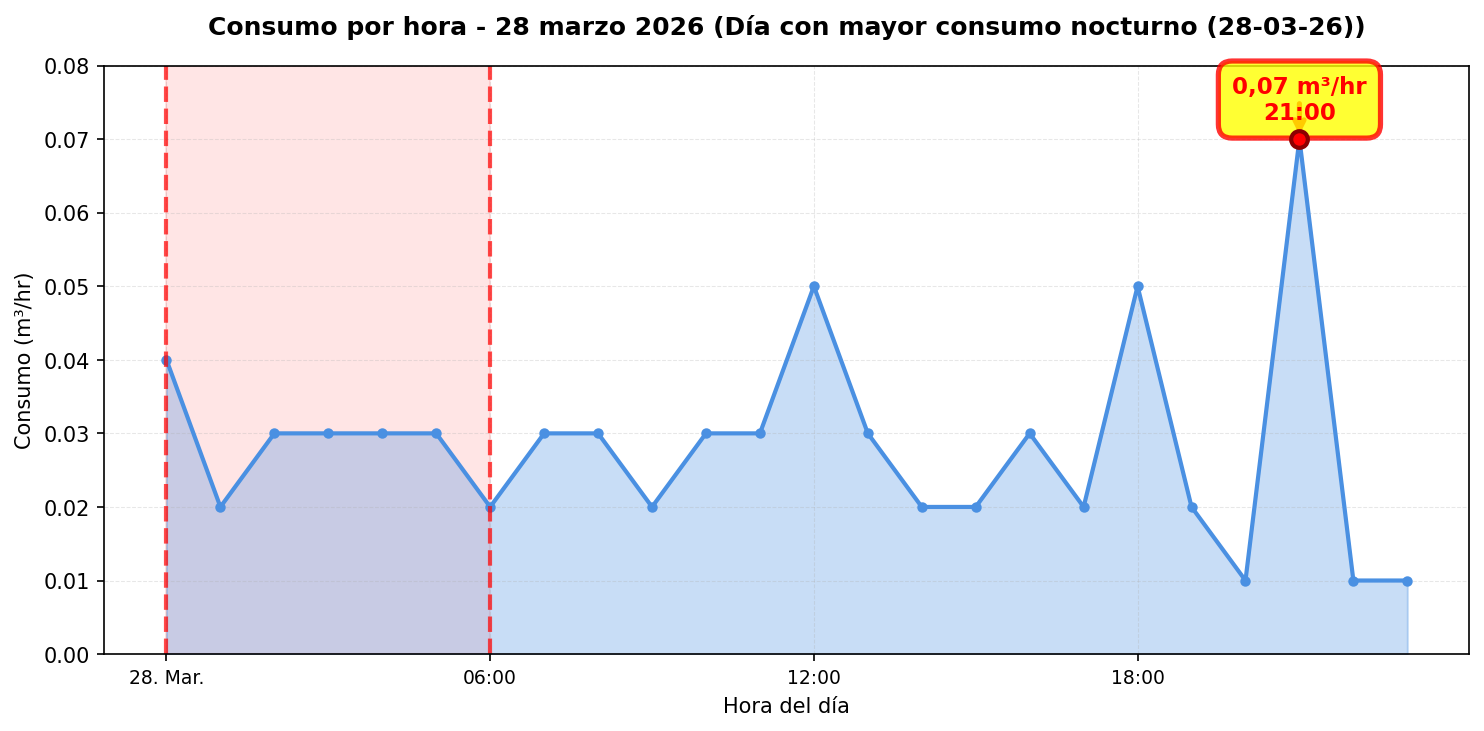 Consumo por hora - 28 marzo 2026 (Día con mayor consumo nocturno (28-03-26))
0,07 m³/hr
21:00
Consumo (m³/hr)
0.08
0.07
0.06
0.05
0.04
0.03
0.02
0.01
0.00
28. Mar.
06:00
12:00
18:00
Hora del día